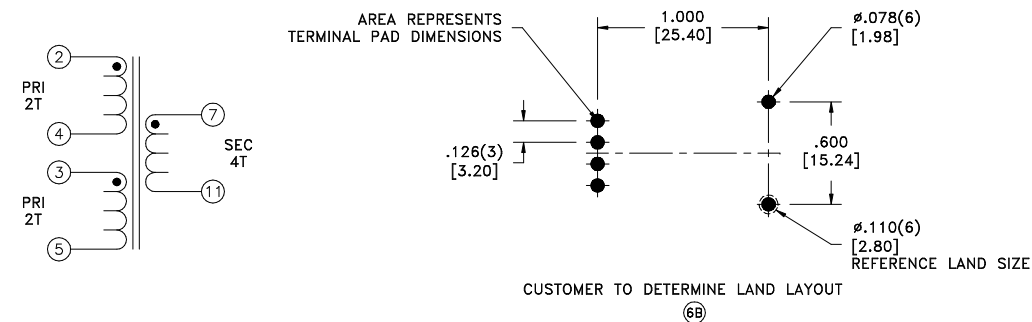 2
PRI
2T
4
3
PRI
2T
5
7
SEC
4T
11
AREA REPRESENTS
TERMINAL PAD DIMENSIONS
1.000
[25.40]
ø.078(6)
[1.98]
.126(3)
[3.20]
.600
[15.24]
ø.110(6)
[2.80]
REFERENCE LAND SIZE
CUSTOMER TO DETERMINE LAND LAYOUT
6B